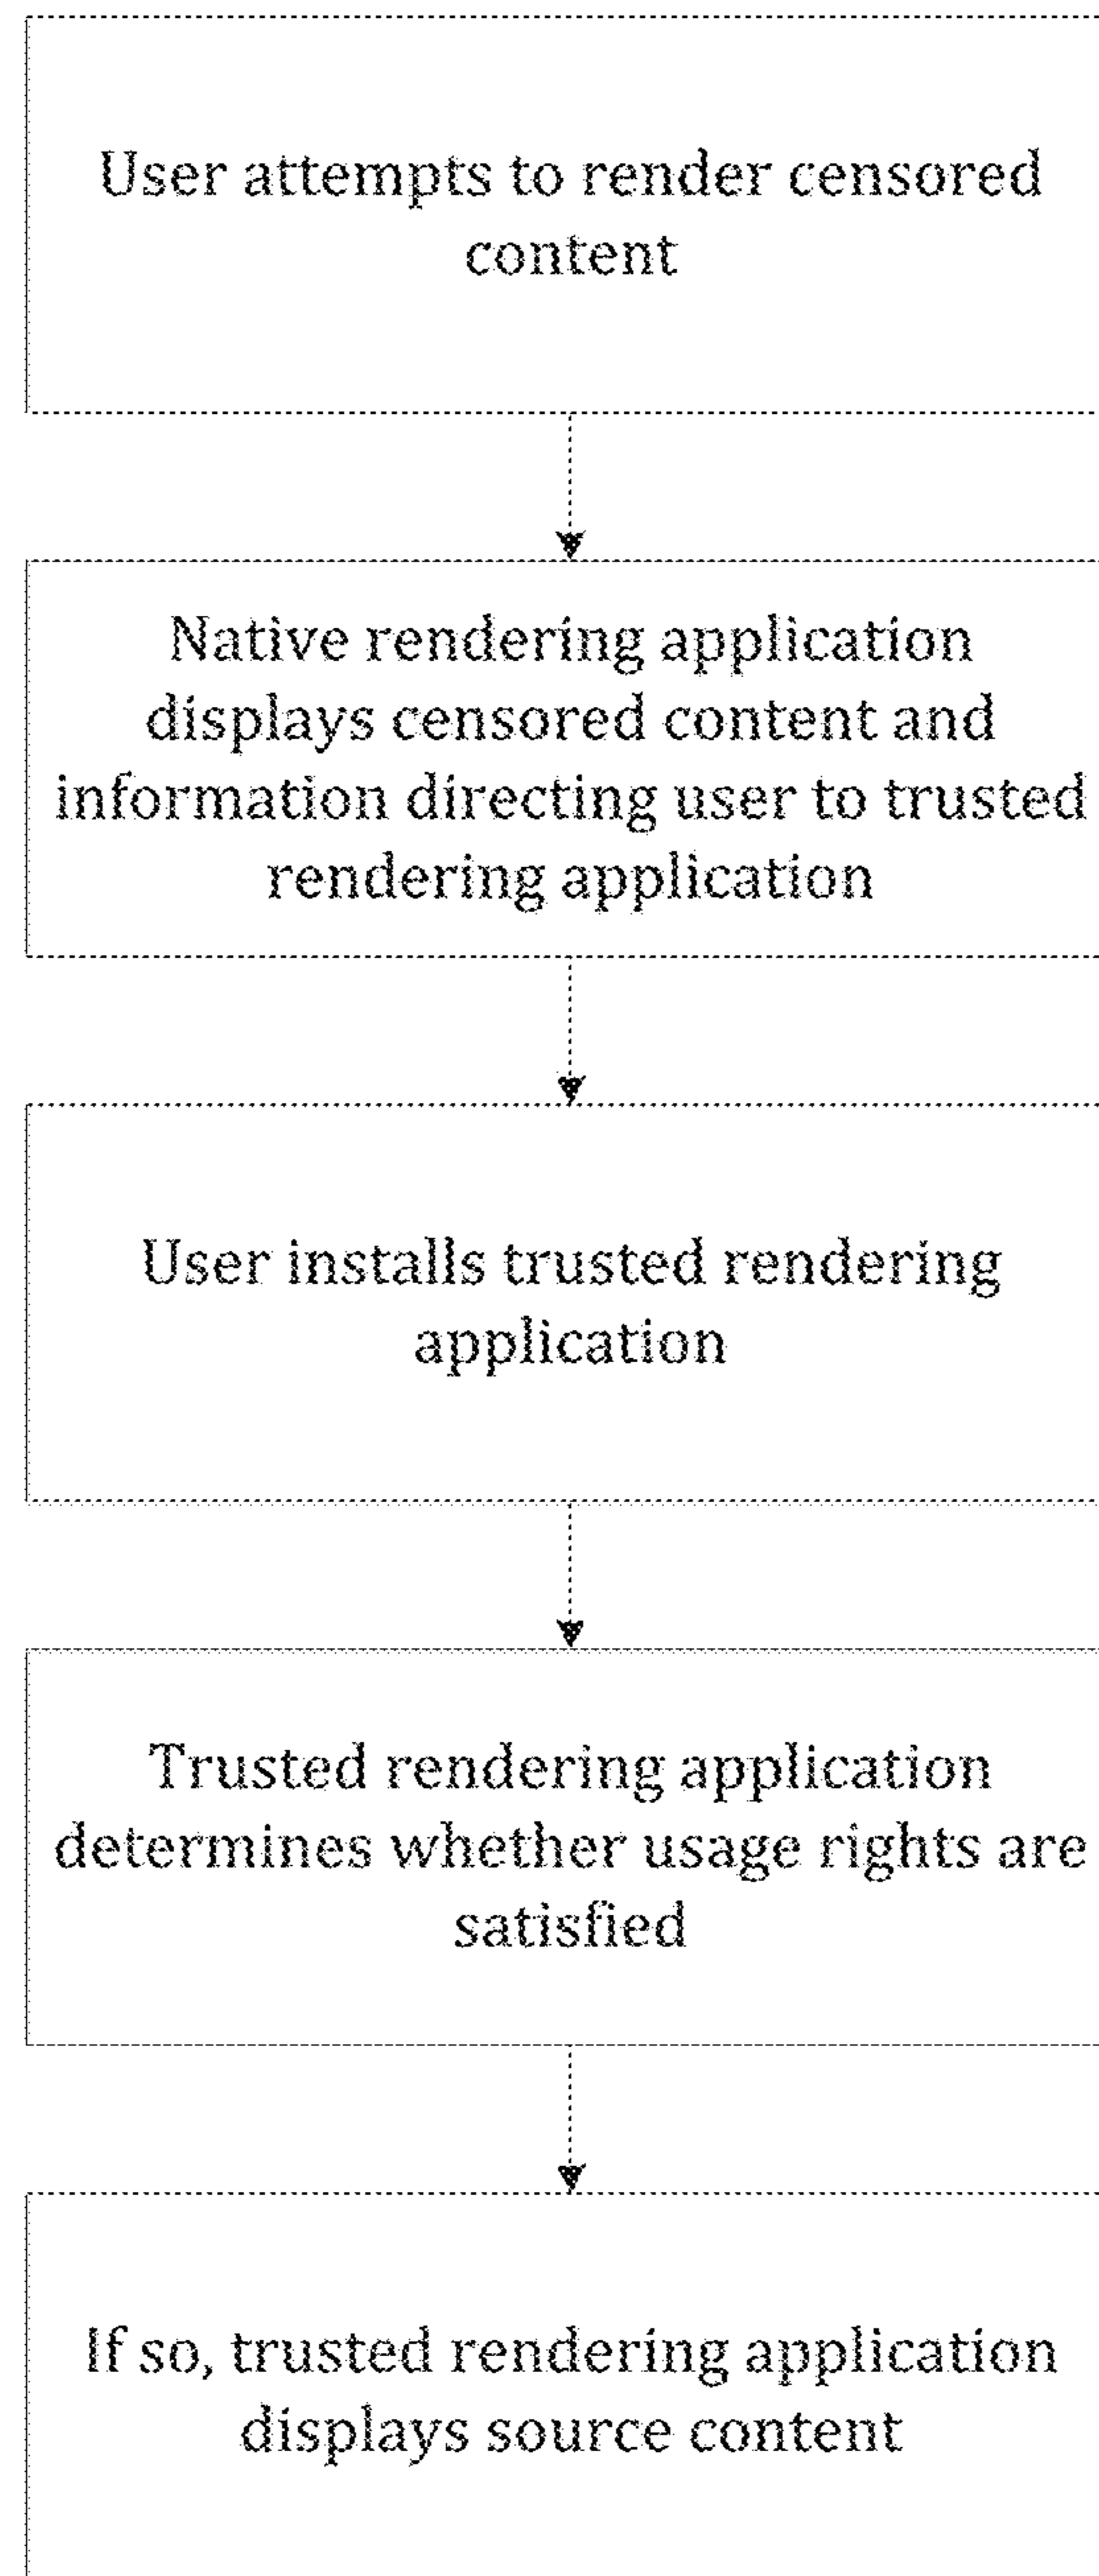 User attempts to render censored
content
Native rendering application
displays censored content and
information directing user to trusted
rendering application
User installs trusted rendering
application
Trusted rendering application
determines whether usage rights are
satisfied
If so, trusted rendering application
displays source content